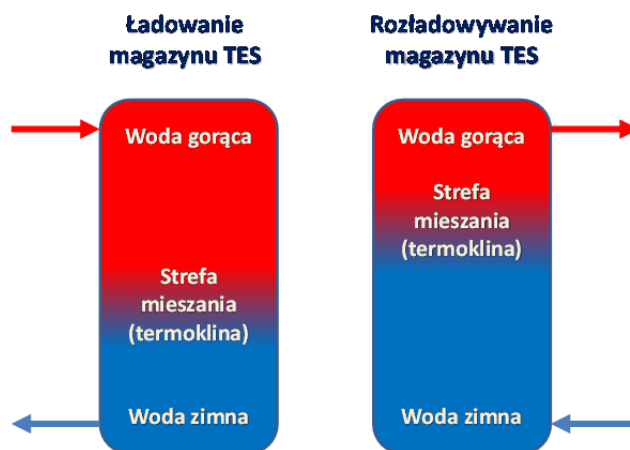 Ładowanie
magazynu TES
Woda gorąca
Strefa
mieszania
(termoklina)
Woda zimna
Rozładowywanie
magazynu TES
Woda gorąca
Strefa
mieszania
(termoklina)
Woda zimna